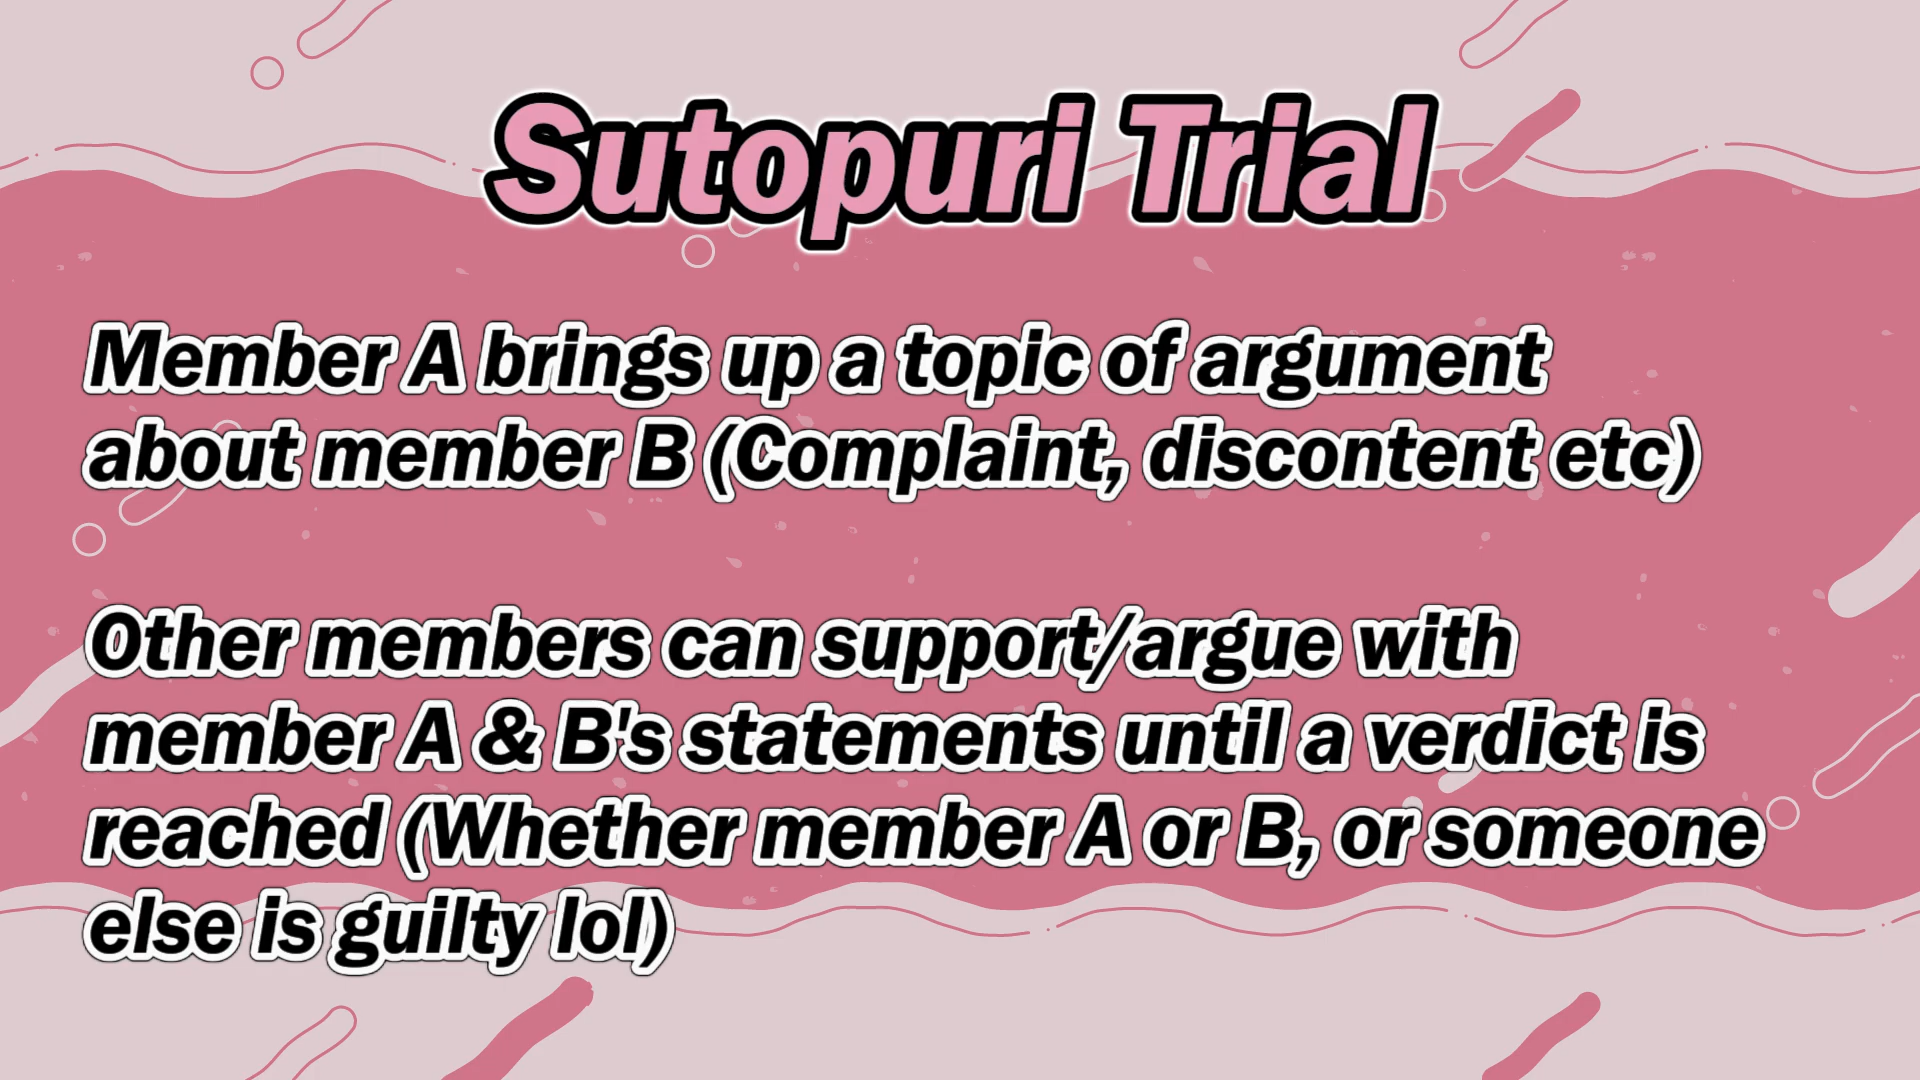 Sutopuri Trial
Member A brings up a topic of argument
about member B (Complaint, discontent etc)
Other members can support/argue with
member A & B's statements until a verdict is
reached (Whether member A or B, or someone
else is guilty lol)